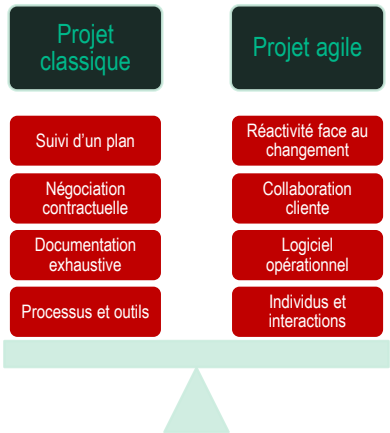 Projet
classique
Projet agile
Suivi d'un plan
Réactivité face au
changement
Négociation
contractuelle
Collaboration
cliente
Documentation
exhaustive
Logiciel
opérationnel
Processus et outils
Individus et
interactions